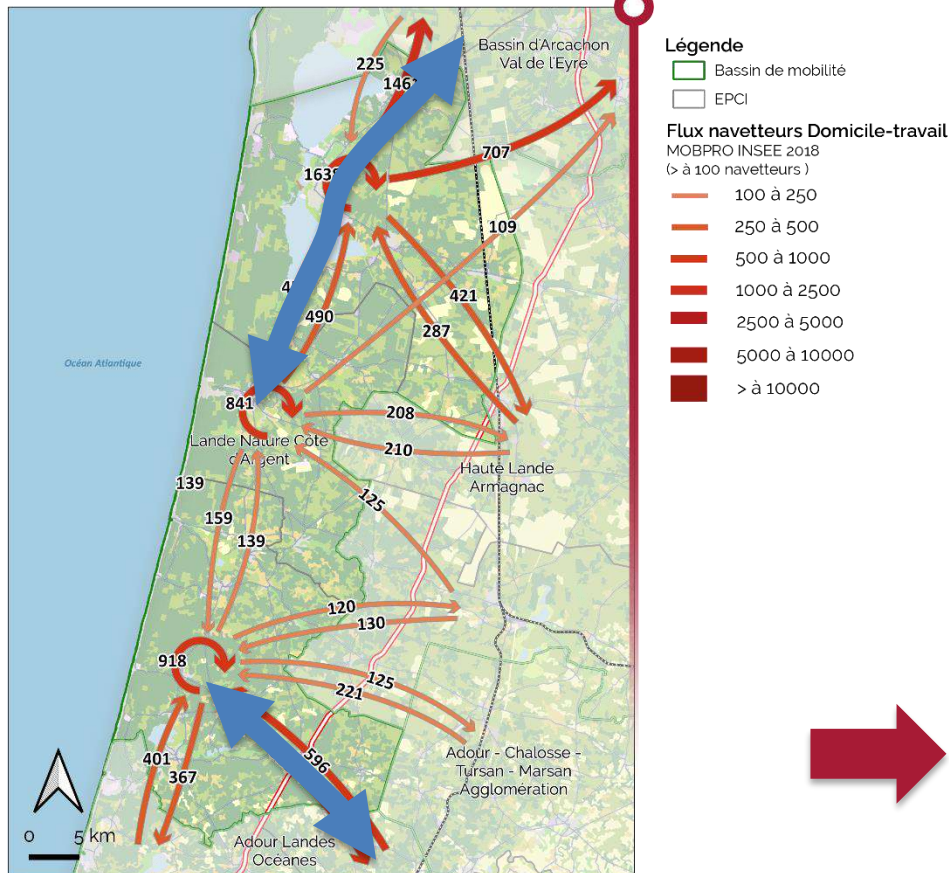 Bassin d'Arcachon
Val de l'Eyre
225
146
707
163
109
421
490
287
Océan Atlantique
841
208
Lande Nature Côte
d'Argent
210
Haute Lande
Armagnac
139
125
159
139
120
130
918
125
221
401
367
596
Adour - Chalosse -
Tursan - Marsan
Agglomération
Adour Landes
Océanes
0 5 km
Légende
Bassin de mobilité
EPCI
Flux navetteurs Domicile-travail
MOBPRO INSEE 2018
(> à 100 navetteurs )
100 à 250
250 à 500
500 à 1000
1000 à 2500
2500 à 5000
5000 à 10000
> à 10000